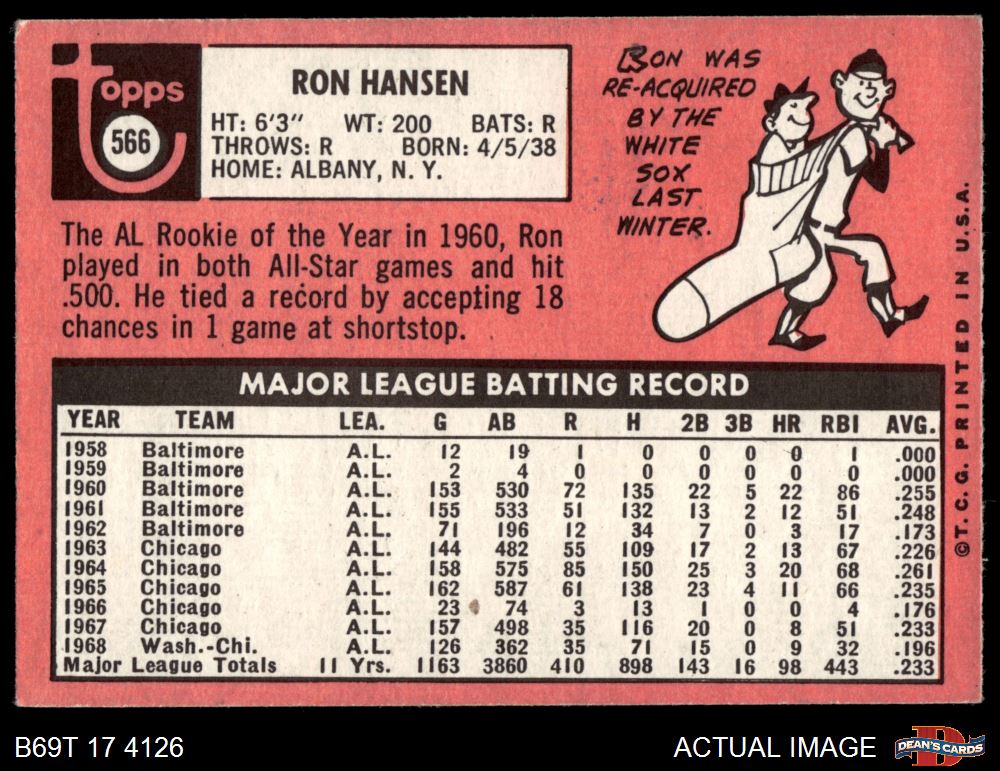 topps
566
RON HANSEN
HT: 6'3" WT: 200 BATS: R
THROWS: R BORN: 4/5/38
HOME: ALBANY, N. Y.
RON WAS
RE-ACQUIRED
BY THE
WHITE
SOX
LAST
WINTER.
The AL Rookie of the Year in 1960, Ron
played in both All-Star games and hit
.500. He tied a record by accepting 18
chances in 1 game at shortstop.
MAJOR LEAGUE BATTING RECORD
YEAR TEAM LEA. G AB R H 2B 3B HR RBI AVG.
1958 Baltimore A.L. 12 19 1 0 0 0 0 1 .000
1959 Baltimore A.L. 2 4 0 0 0 0 0 0 .000
1960 Baltimore A.L. 153 530 72 135 22 5 22 86 .255
1961 Baltimore A.L. 155 533 51 132 13 2 12 51 .248
1962 Baltimore A.L. 71 196 12 34 7 0 3 17 .173
1963 Chicago A.L. 144 482 55 109 17 2 13 67 .226
1964 Chicago A.L. 158 575 85 150 25 3 20 68 .261
1965 Chicago A.L. 162 587 61 138 23 4 11 66 .235
1966 Chicago A.L. 23 74 3 13 1 0 0 4 .176
1967 Chicago A.L. 157 498 35 116 20 0 8 51 .233
1968 Wash.-Chi. A.L. 126 362 35 71 15 0 9 32 .196
Major League Totals 11 Yrs. 1163 3860 410 898 143 16 98 443 .233
©T. C. G. PRINTED IN U.S.A.
B69T 17 4126
ACTUAL IMAGE
D
DEAN'S CARDS